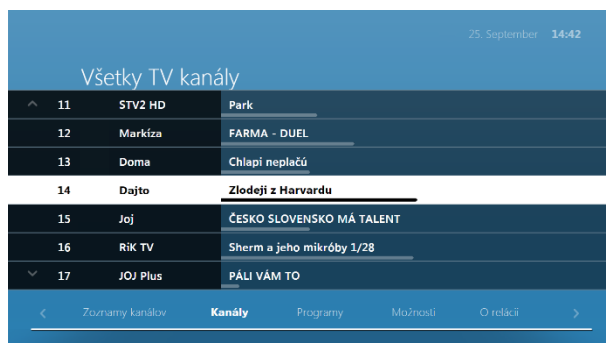 25. September 14:42
Všetky TV kanály
11 STV2 HD Park
12 Markíza FARMA - DUEL
13 Doma Chlapi neplačú
14 Dajto Zlodeji z Harvardu
15 Joj ČESKO SLOVENSKO MÁ TALENT
16 RiK TV Sherm a jeho mikróby 1/28
17 JOJ Plus PÁLI VÁM TO
Zoznamy kanálov Kanály Programy Možnosti O relácii